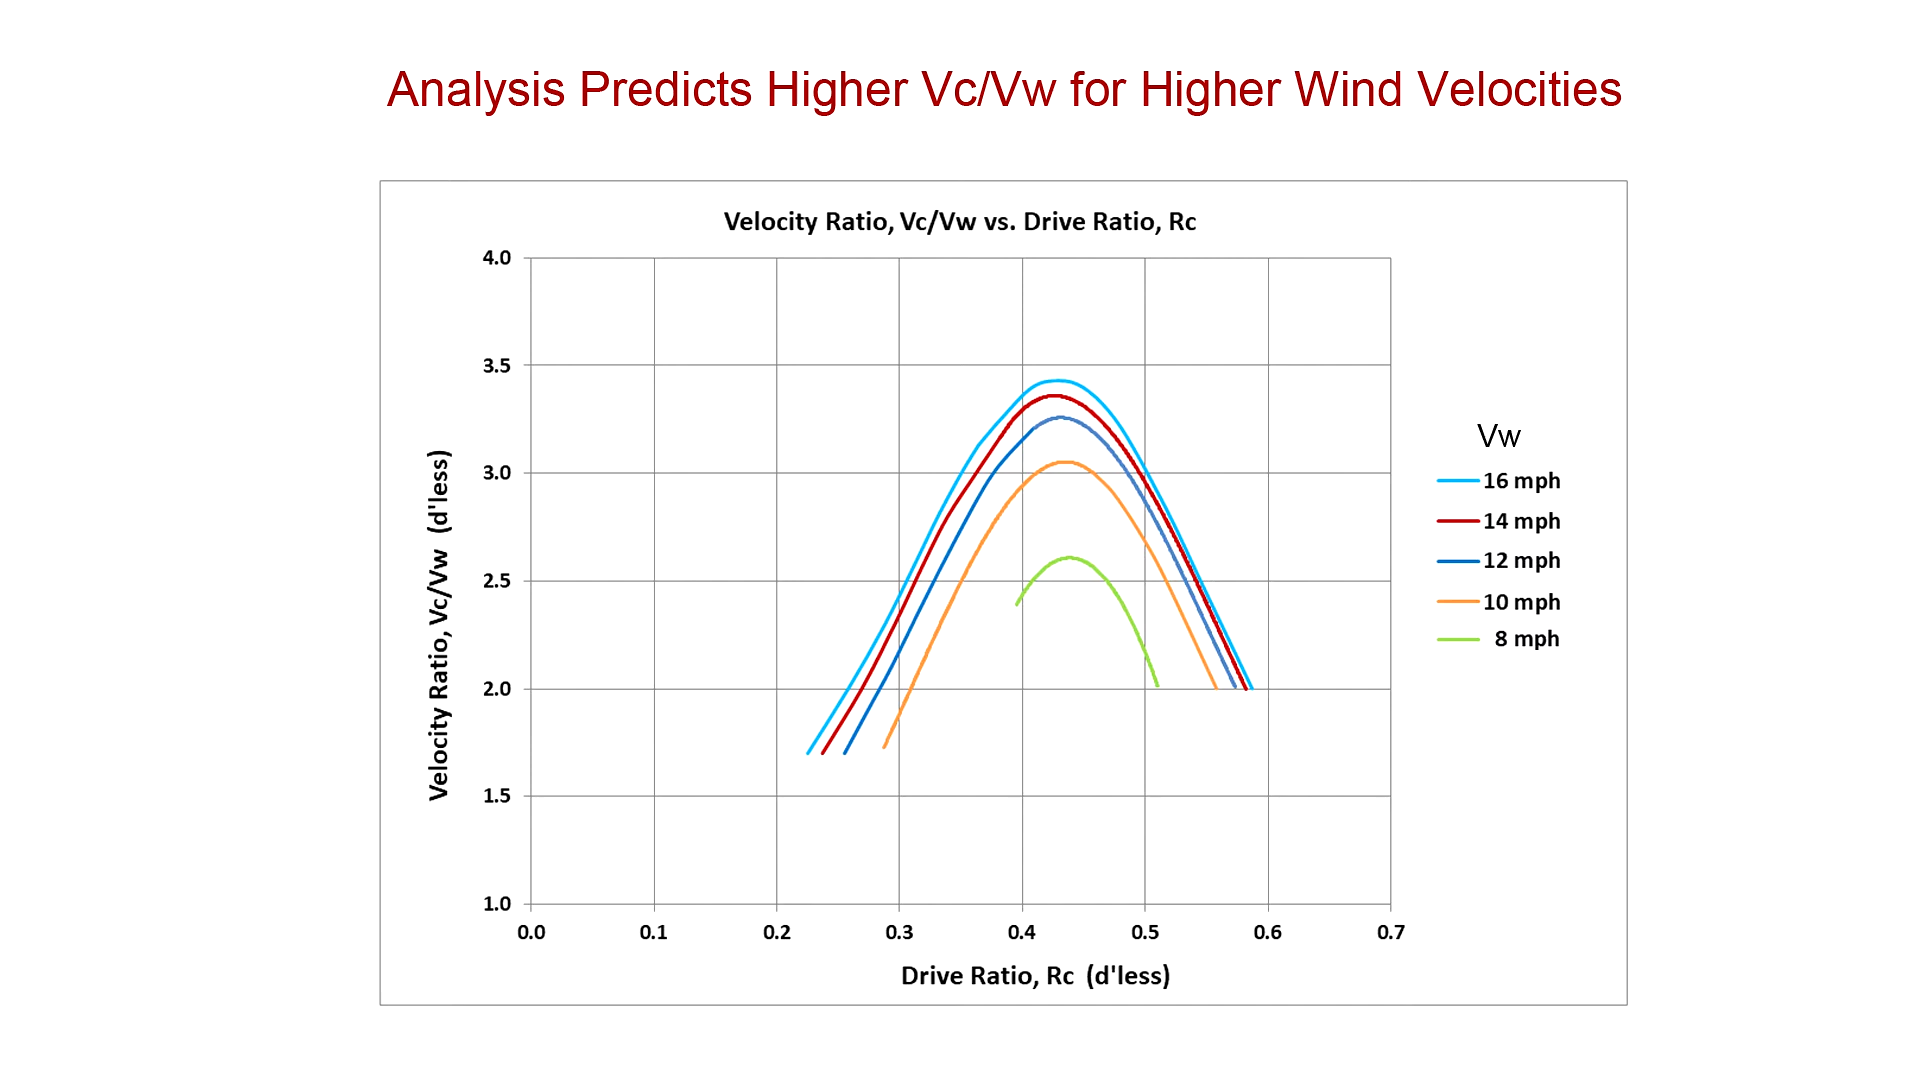 Analysis Predicts Higher Vc/Vw for Higher Wind Velocities
Velocity Ratio, Vc/Vw vs. Drive Ratio, Rc
Velocity Ratio, Vc/Vw (d'less)
4.0
3.5
3.0
2.5
2.0
1.5
1.0
0.0 0.1 0.2 0.3 0.4 0.5 0.6 0.7
Drive Ratio, Rc (d'less)
Vw
16 mph
14 mph
12 mph
10 mph
8 mph